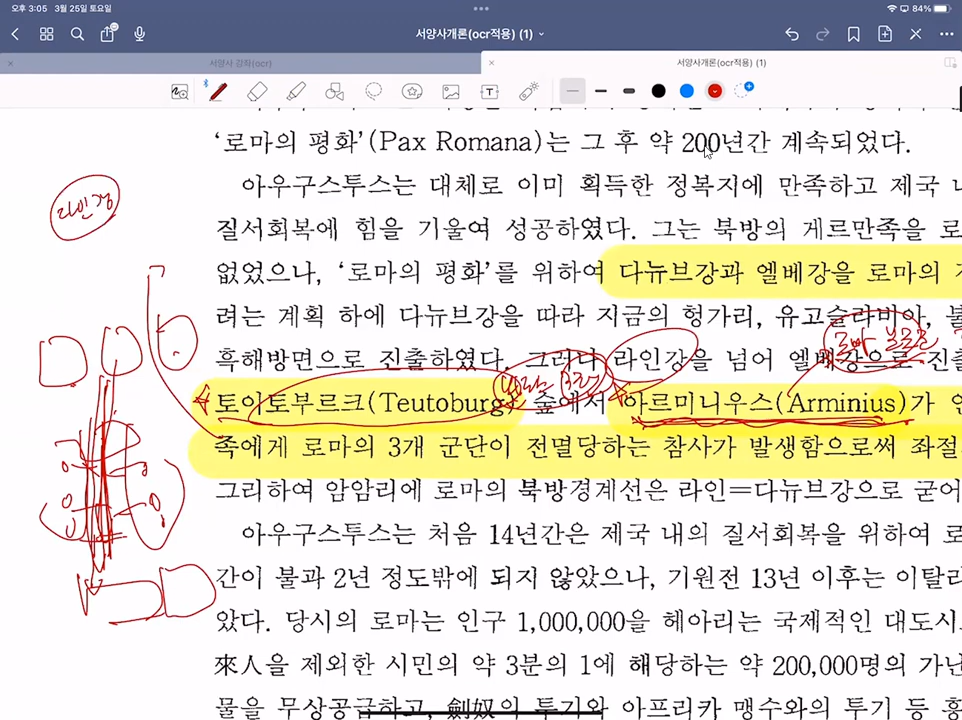 오후 3:05 3월 25일 토요일
84%
서양사개론(ocr적용) (1)
서양사 강좌(ocr)
서양사개론(ocr적용) (1)
'로마의 평화'(Pax Romana)는 그 후 약 200년간 계속되었다.
라인강
아우구스투스는 대체로 이미 획득한 정복지에 만족하고 제국 내
질서회복에 힘을 기울여 성공하였다. 그는 북방의 게르만족을 로
없었으나, '로마의 평화'를 위하여 다뉴브강과 엘베강을 로마의
려는 계획 하에 다뉴브강을 따라 지금의 헝가리, 유고슬라비아,
흑해방면으로 진출하였다. 그러나 라인강을 넘어 엘베강으로 진출
토이토부르크(Teutoburg) 숲에서 아르미니우스(Arminius)가
족에게 로마의 3개 군단이 전멸당하는 참사가 발생함으로써 좌절
그리하여 암암리에 로마의 북방경계선은 라인=다뉴브강으로 굳어
아우구스투스는 처음 14년간은 제국 내의 질서회복을 위하여 로
간이 불과 2년 정도밖에 되지 않았으나, 기원전 13년 이후는 이탈리
았다. 당시의 로마는 인구 1,000,000을 헤아리는 국제적인 대도시
來人을 제외한 시민의 약 3분의 1에 해당하는 약 200,000명의 가난
물을 무상공급하고, 劍奴의 투기와 아프리카 맹수와의 투기 등